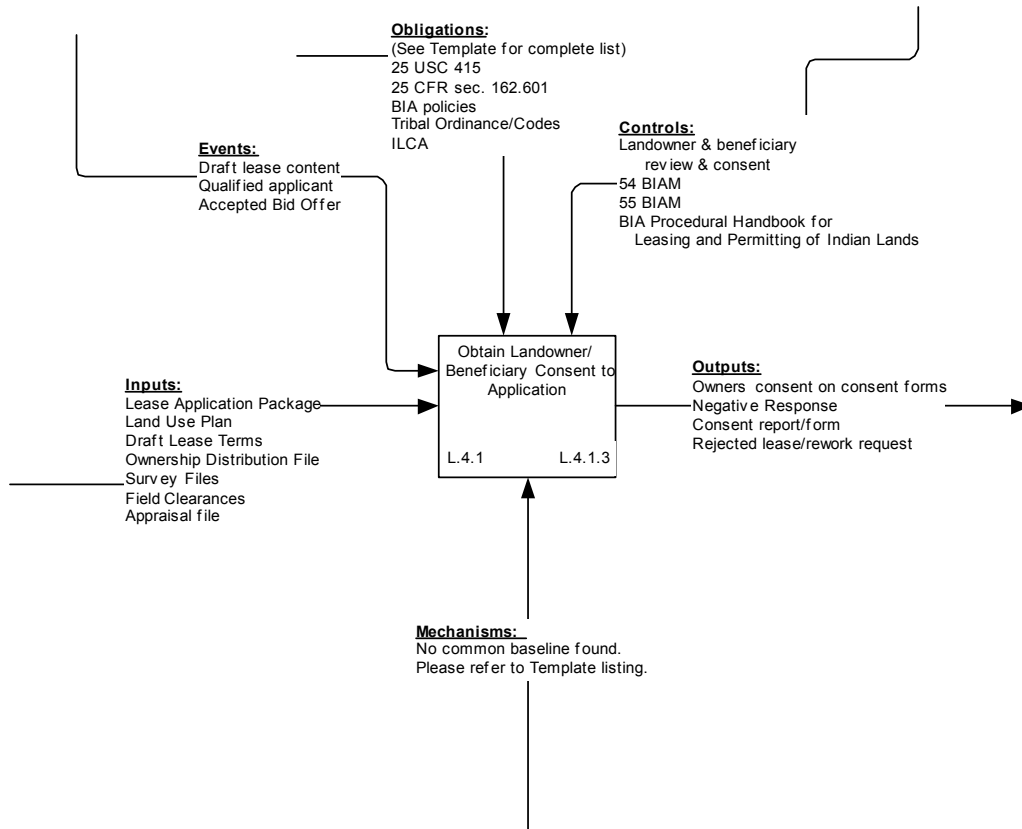 Obligations:
(See Template for complete list)
25 USC 415
25 CFR sec. 162.601
BIA policies
Tribal Ordinance/Codes
ILCA
Controls:
Landowner & beneficiary
review & consent
54 BIAM
55 BIAM
BIA Procedural Handbook for
Leasing and Permitting of Indian Lands
Events:
Draft lease content
Qualified applicant
Accepted Bid Offer
Obtain Landowner/
Beneficiary Consent to
Application
L.4.1 L.4.1.3
Inputs:
Lease Application Package
Land Use Plan
Draft Lease Terms
Ownership Distribution File
Survey Files
Field Clearances
Appraisal file
Outputs:
Owners consent on consent forms
Negative Response
Consent report/form
Rejected lease/rework request
Mechanisms:
No common baseline found.
Please refer to Template listing.